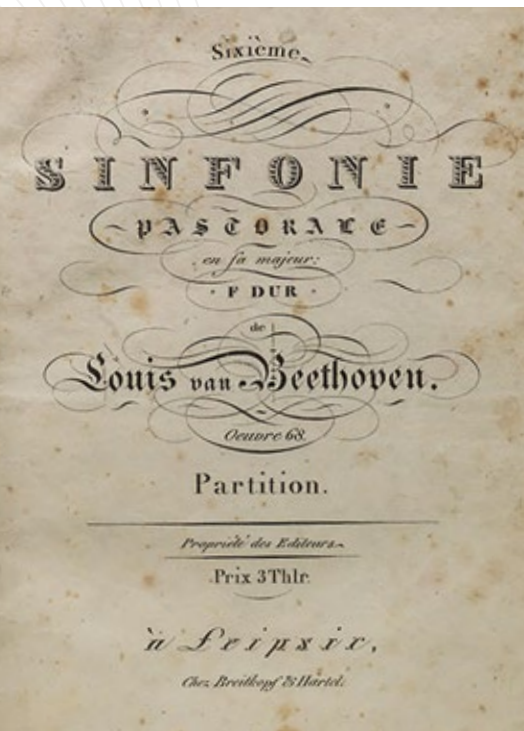 Sixième
SINFONIE
PASTORALE
en fa majeur:
· F DUR ·
de
Louis van Beethoven.
Oeuvre 68.
Partition.
Propriété des Editeurs
Prix 3 Thlr.
à Leipsic,
Chez Breitkopf & Härtel.